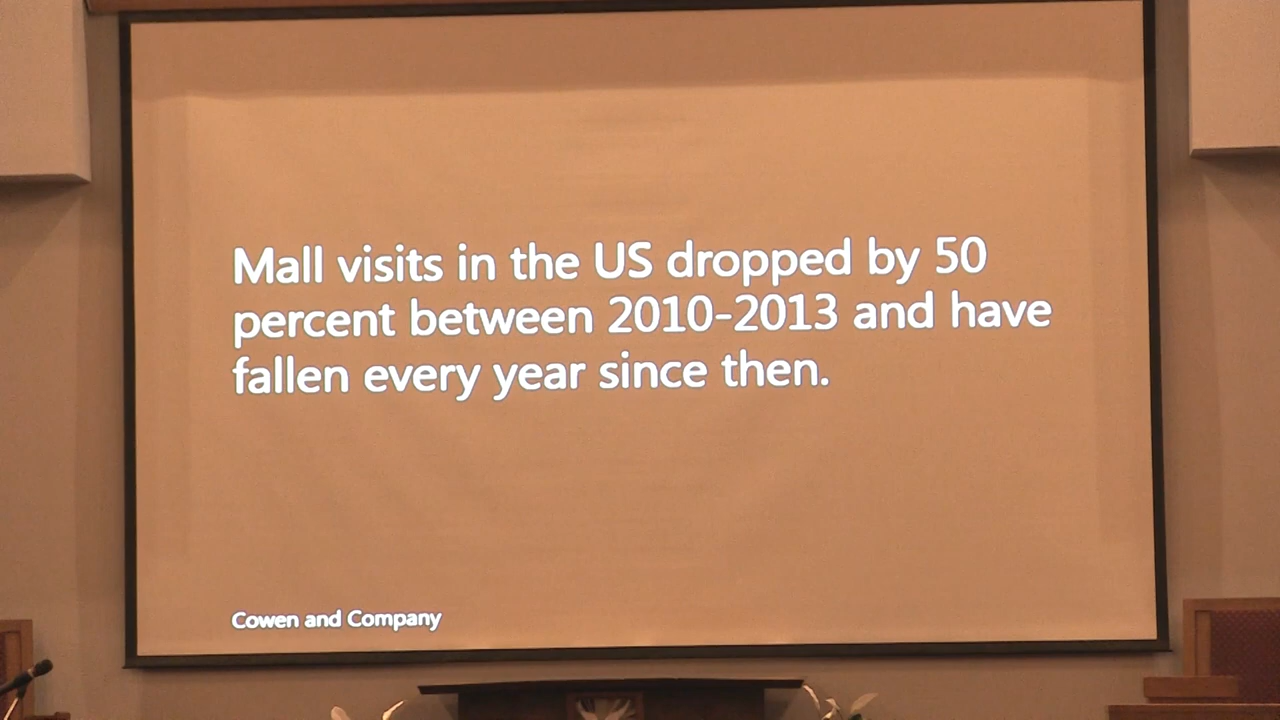 Mall visits in the US dropped by 50
percent between 2010-2013 and have
fallen every year since then.
Cowen and Company